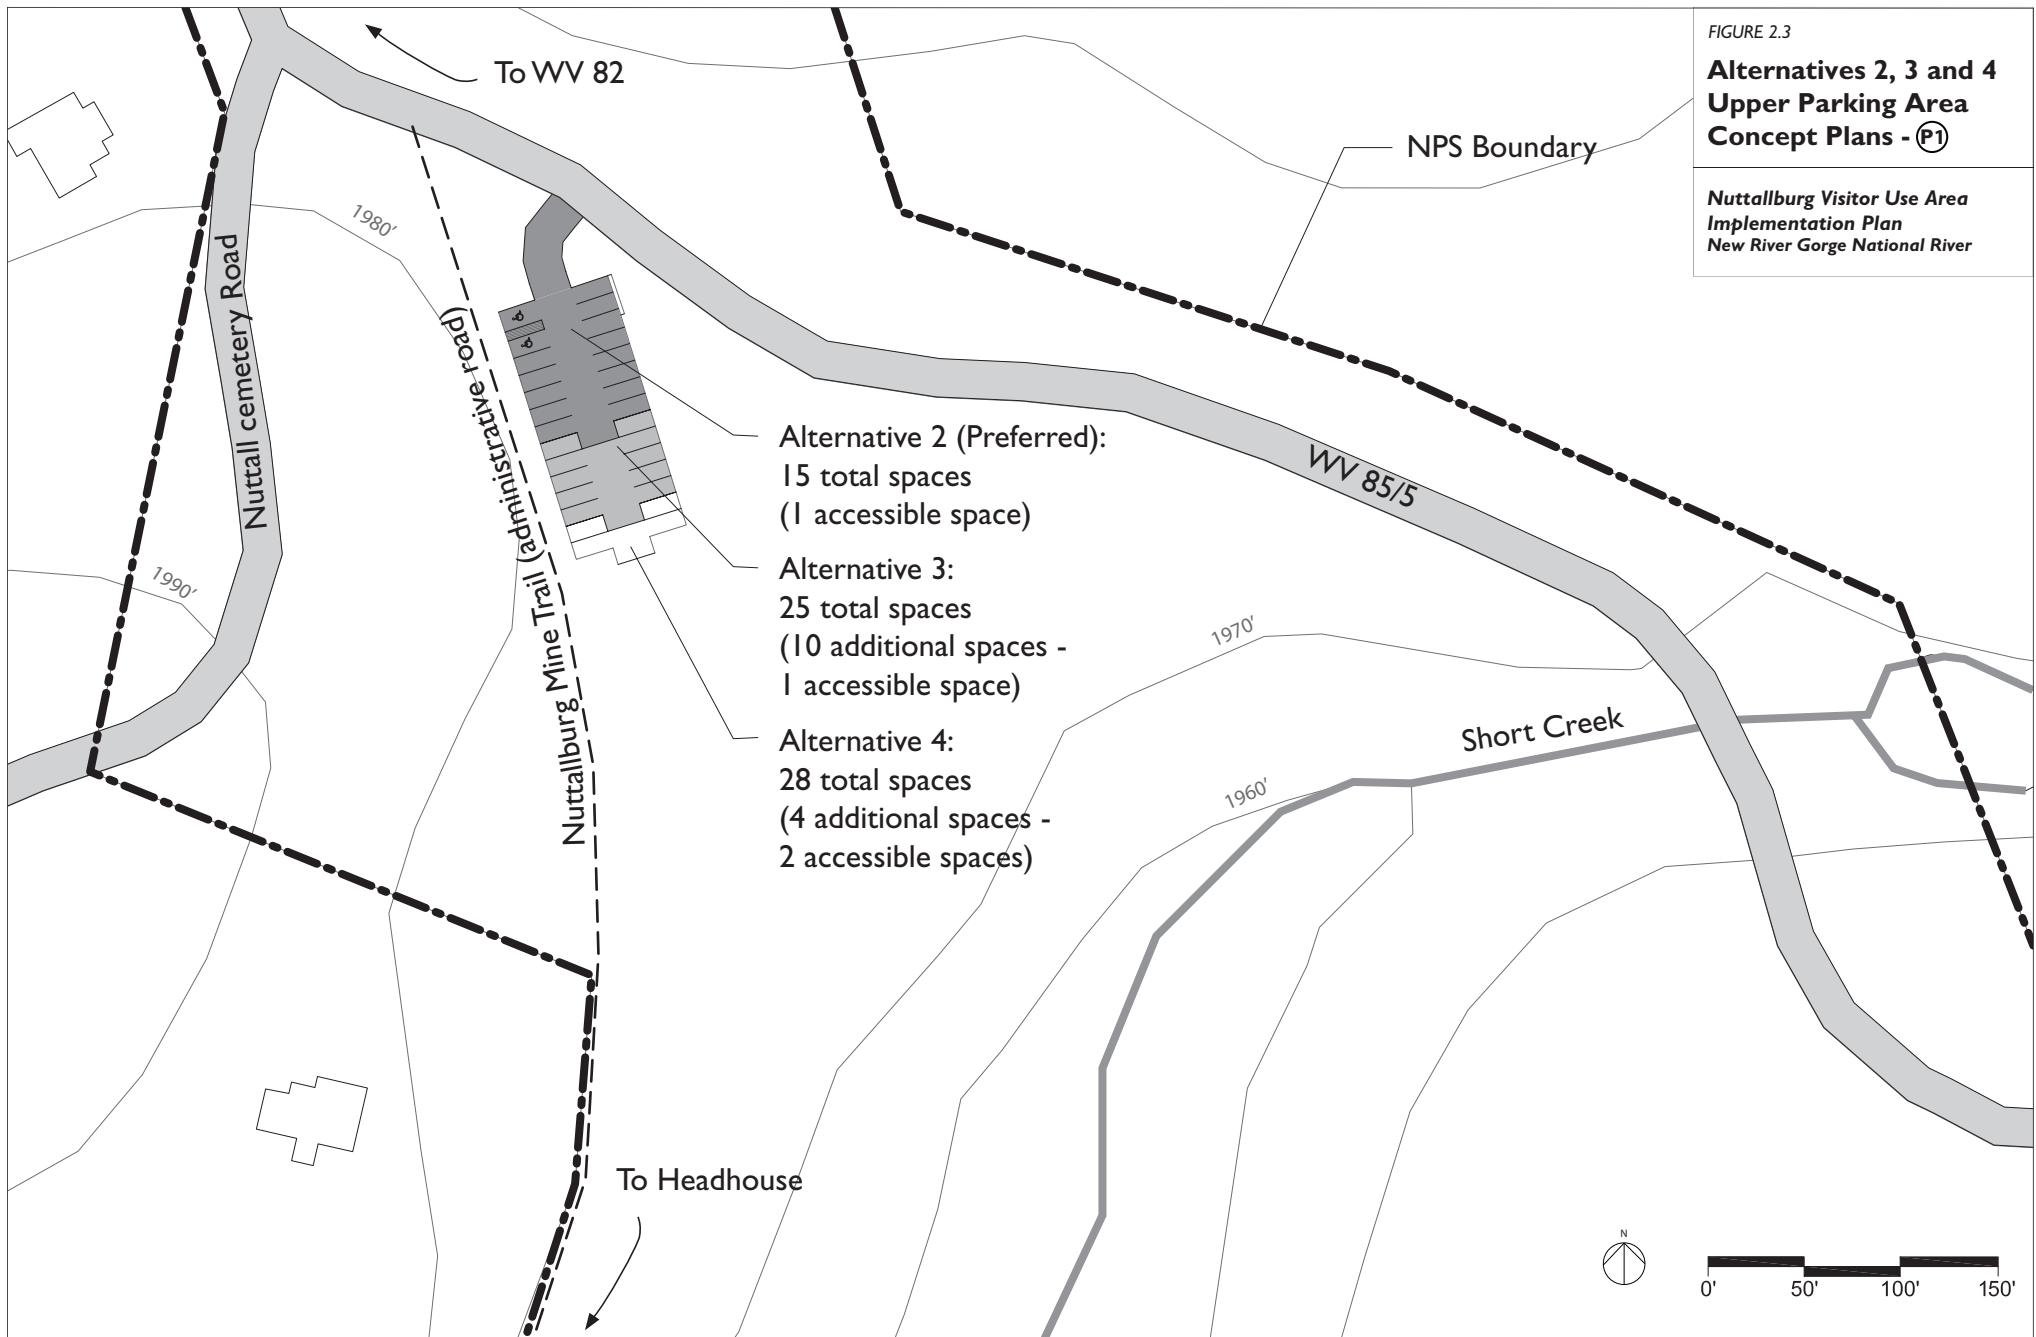 FIGURE 2.3
Alternatives 2, 3 and 4
Upper Parking Area
Concept Plans - P1
Nuttallburg Visitor Use Area
Implementation Plan
New River Gorge National River
To WV 82
NPS Boundary
1980'
Nuttall cemetery Road
Nuttallburg Mine Trail (administrative road)
Alternative 2 (Preferred):
15 total spaces
(1 accessible space)
WV 85/5
Alternative 3:
25 total spaces
(10 additional spaces -
1 accessible space)
1990'
1970'
Alternative 4:
28 total spaces
(4 additional spaces -
2 accessible spaces)
Short Creek
1960'
To Headhouse
N
0' 50' 100' 150'